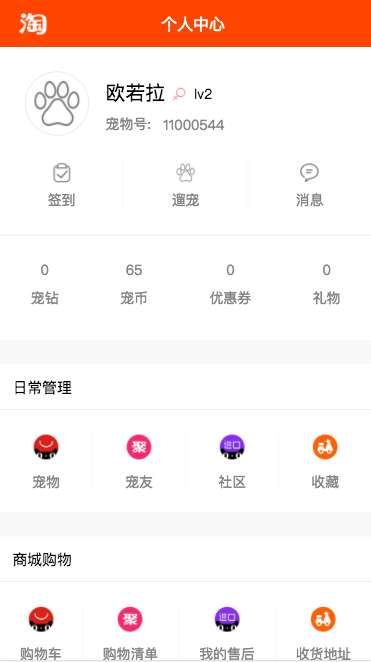 淘 个人中心
欧若拉 lv2
宠物号： 11000544
签到 遛宠 消息
0 65 0 0
宠钻 宠币 优惠券 礼物
日常管理
聚 进口
宠物 宠友 社区 收藏
商城购物
聚 进口
购物车 购物清单 我的售后 收货地址